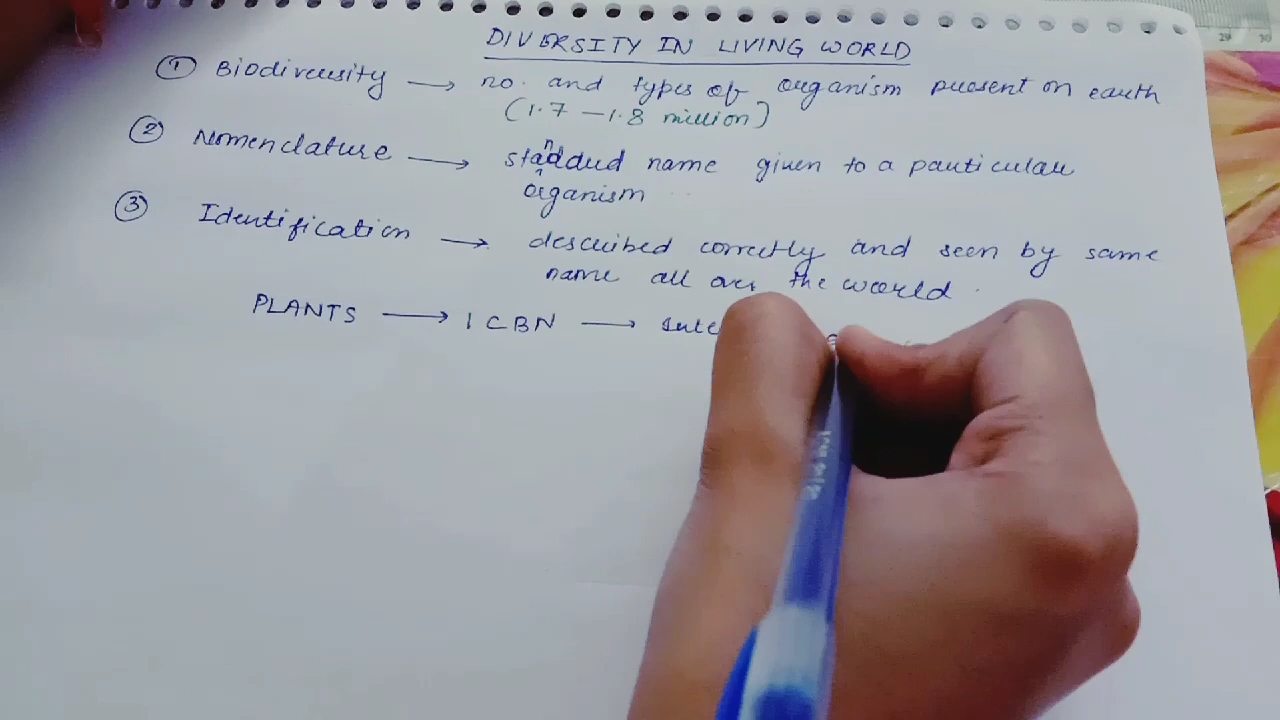 DIVERSITY IN LIVING WORLD
① Biodiversity → no. and types of organism present on earth
(1.7 – 1.8 million)
② Nomenclature → standdud name given to a particular
organism
③ Identification → described correctly and seen by same
name all over the world.
PLANTS → ICBN → Inte